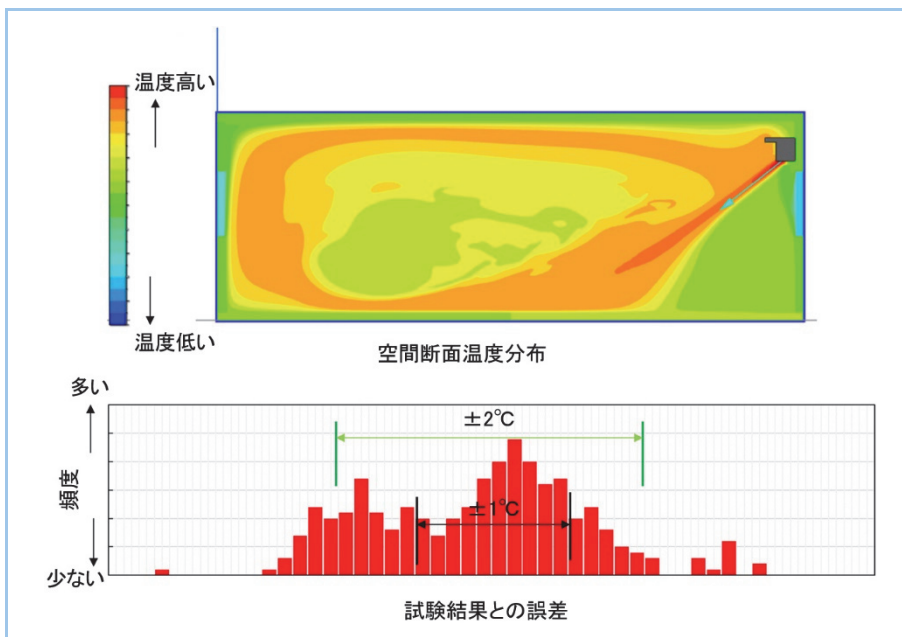 温度高い
温度低い
空間断面温度分布
多い
頻度
少ない
±2℃
±1℃
試験結果との誤差